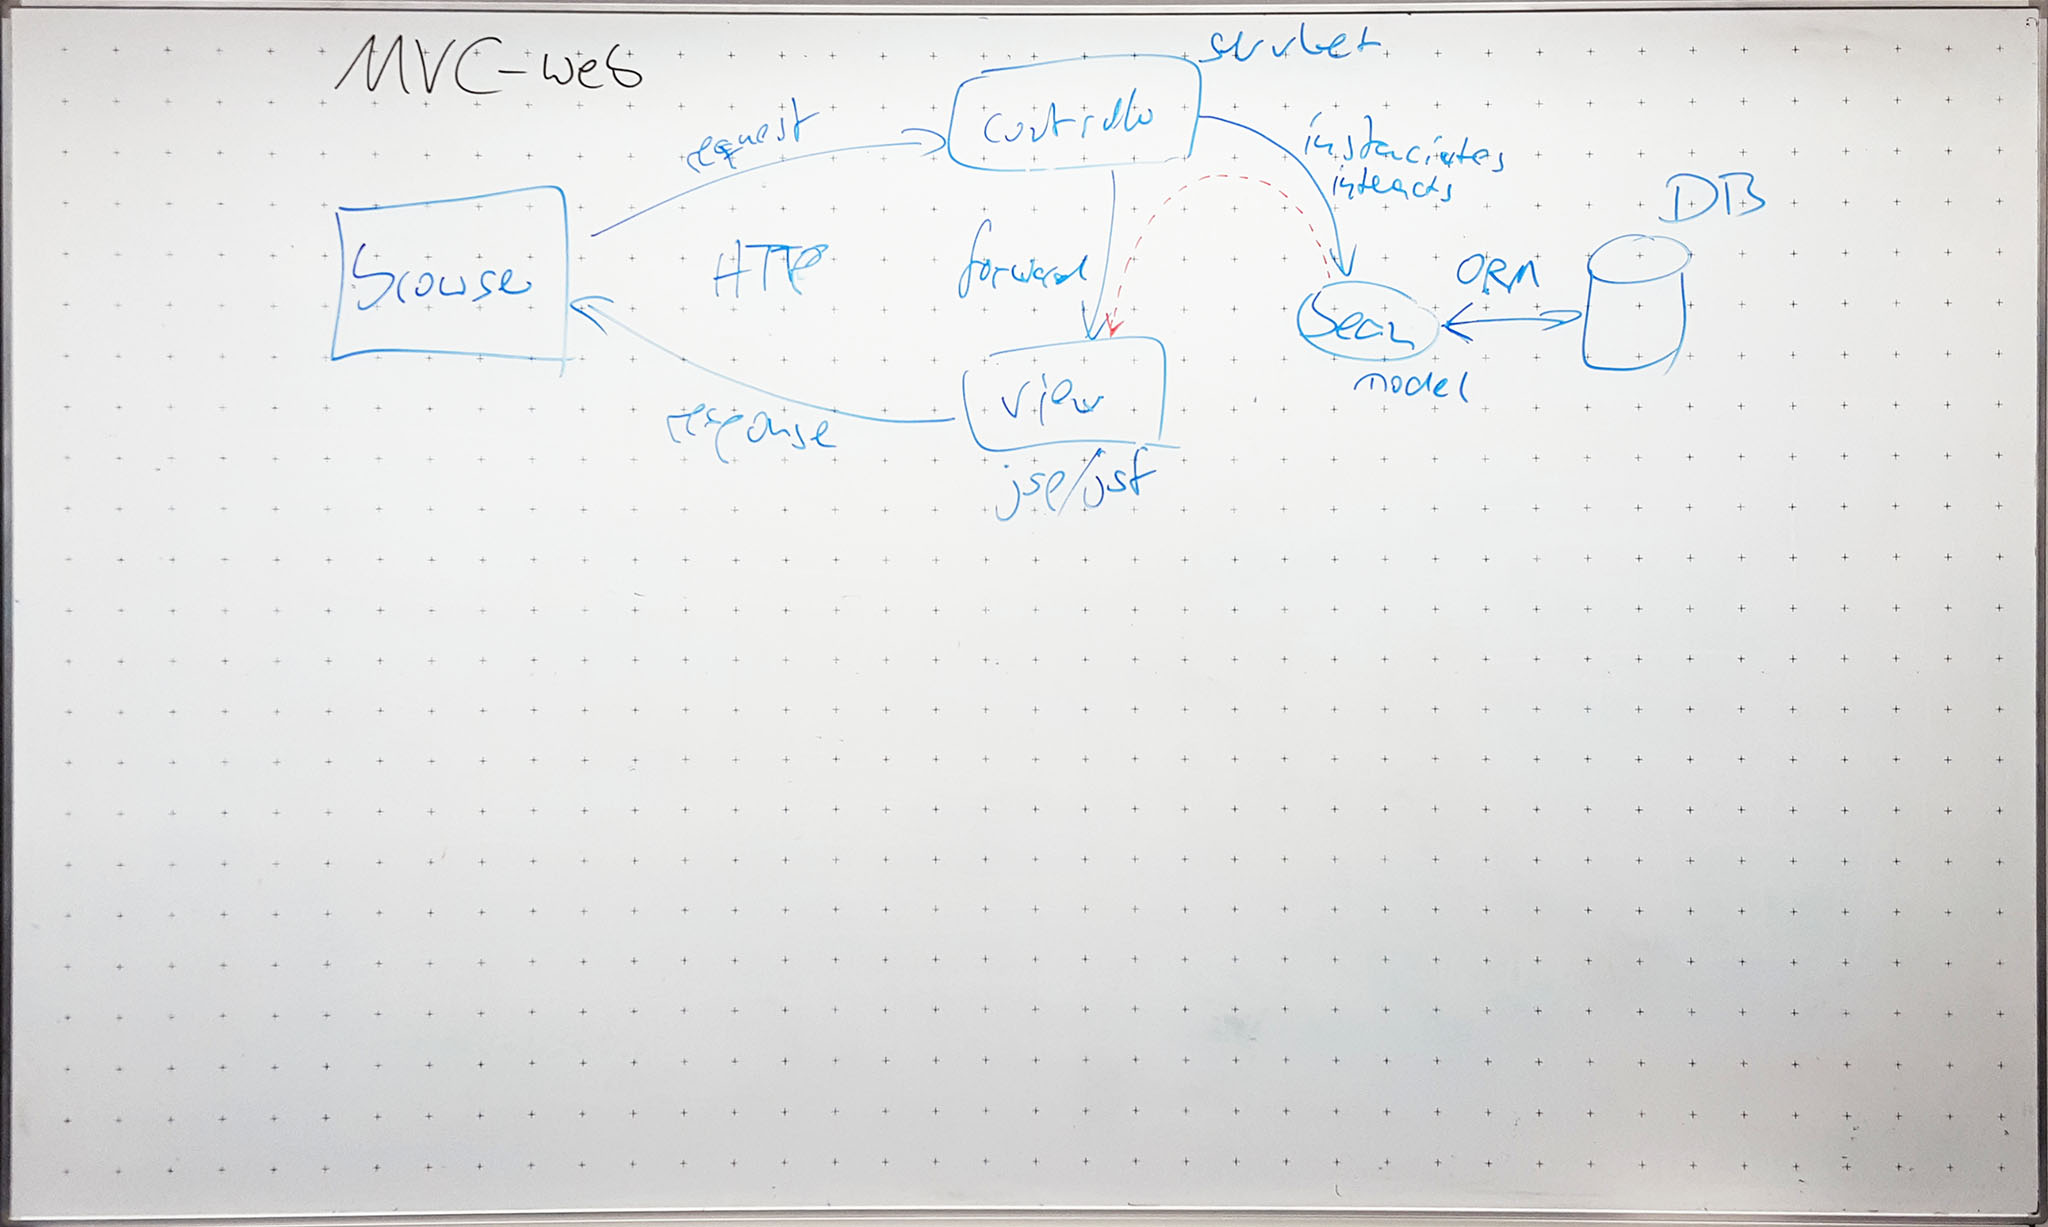 MVC-web
servlet
controller
request
instanciates
interacts
DB
browser
HTTP
forward
ORM
bean
model
view
response
jsp/jsf